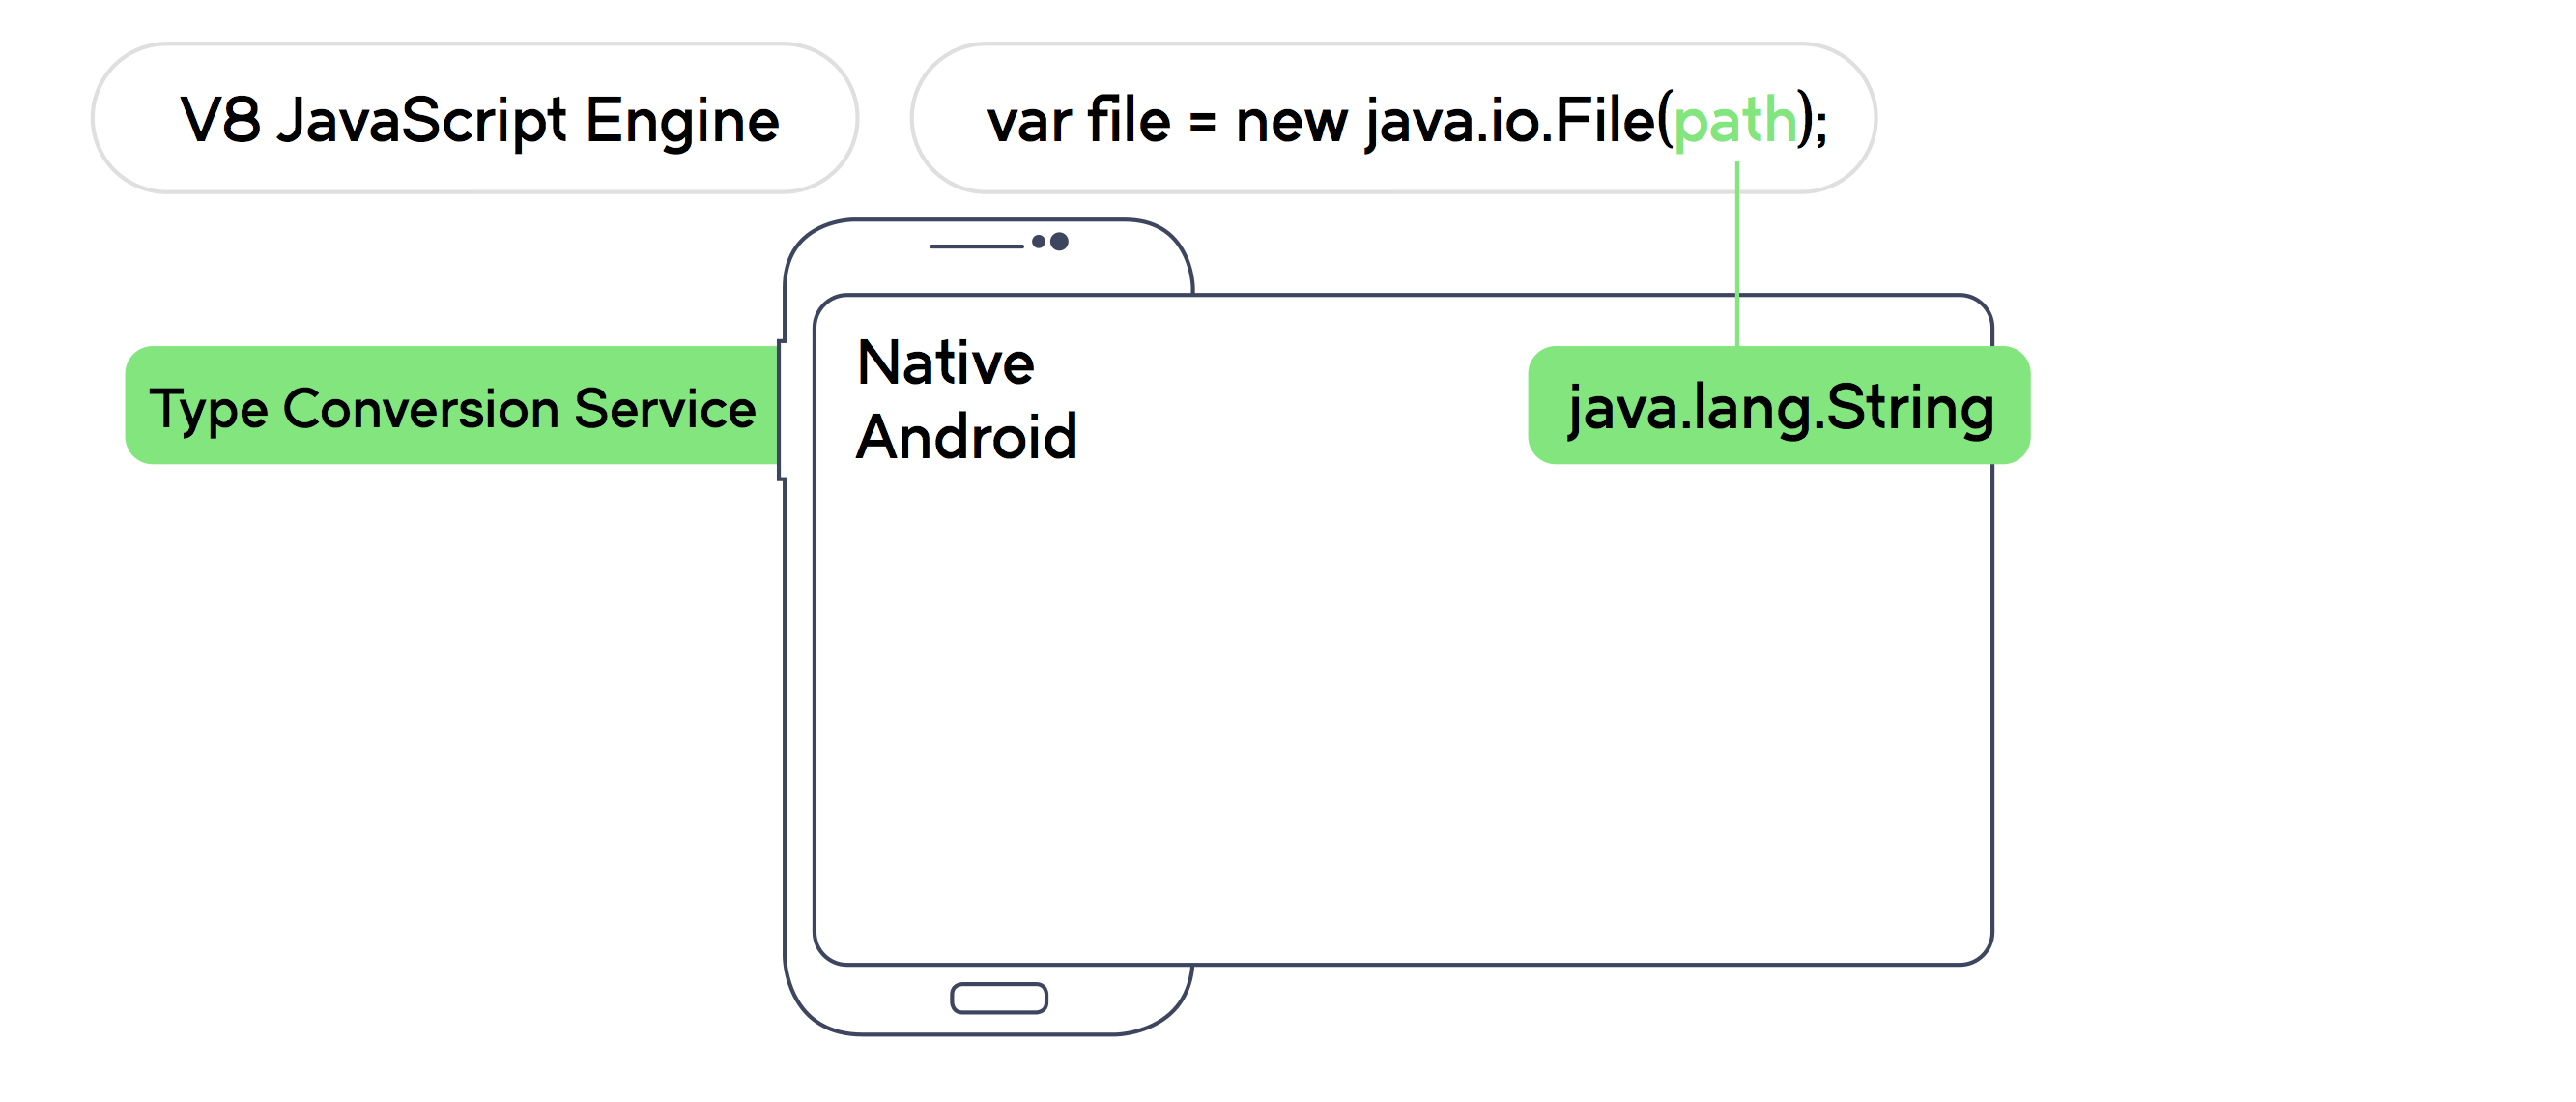 V8 JavaScript Engine
var file = new java.io.File(path);
Type Conversion Service
Native
Android
java.lang.String